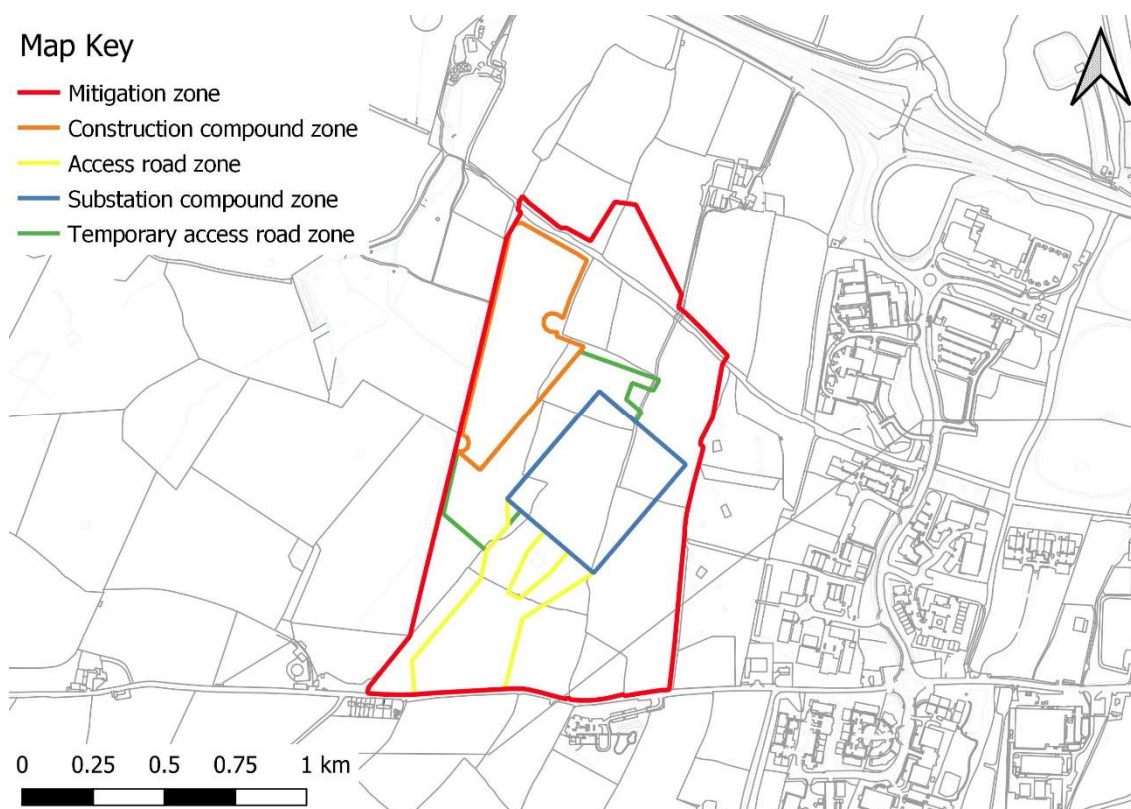 Map Key
Mitigation zone
Construction compound zone
Access road zone
Substation compound zone
Temporary access road zone
0 0.25 0.5 0.75 1 km